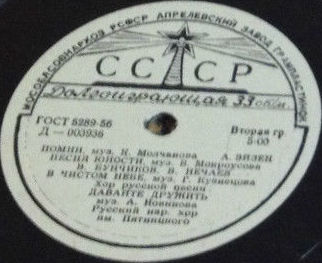 МОСОБЛСОВНАРХОЗ РСФСР АПРЕЛЕВСКИЙ ЗАВОД ГРАМПЛАСТИНОК
СССР
Долгоиграющая 33 об/м
ГОСТ 5289-56
Д — 003936
Вторая гр.
5-00
ПОМНИ, муз. К. Молчанова А. ЭЙЗЕН
ПЕСНЯ ЮНОСТИ, муз. Б. Мокроусова
В. БУНЧИКОВ, В. НЕЧАЕВ
В ЧИСТОМ НЕБЕ, муз. Г. Кузнецова
Хор русской песни
ДАВАЙТЕ ДРУЖИТЬ
муз. А. Новикова
Русский нар. хор
им. Пятницкого